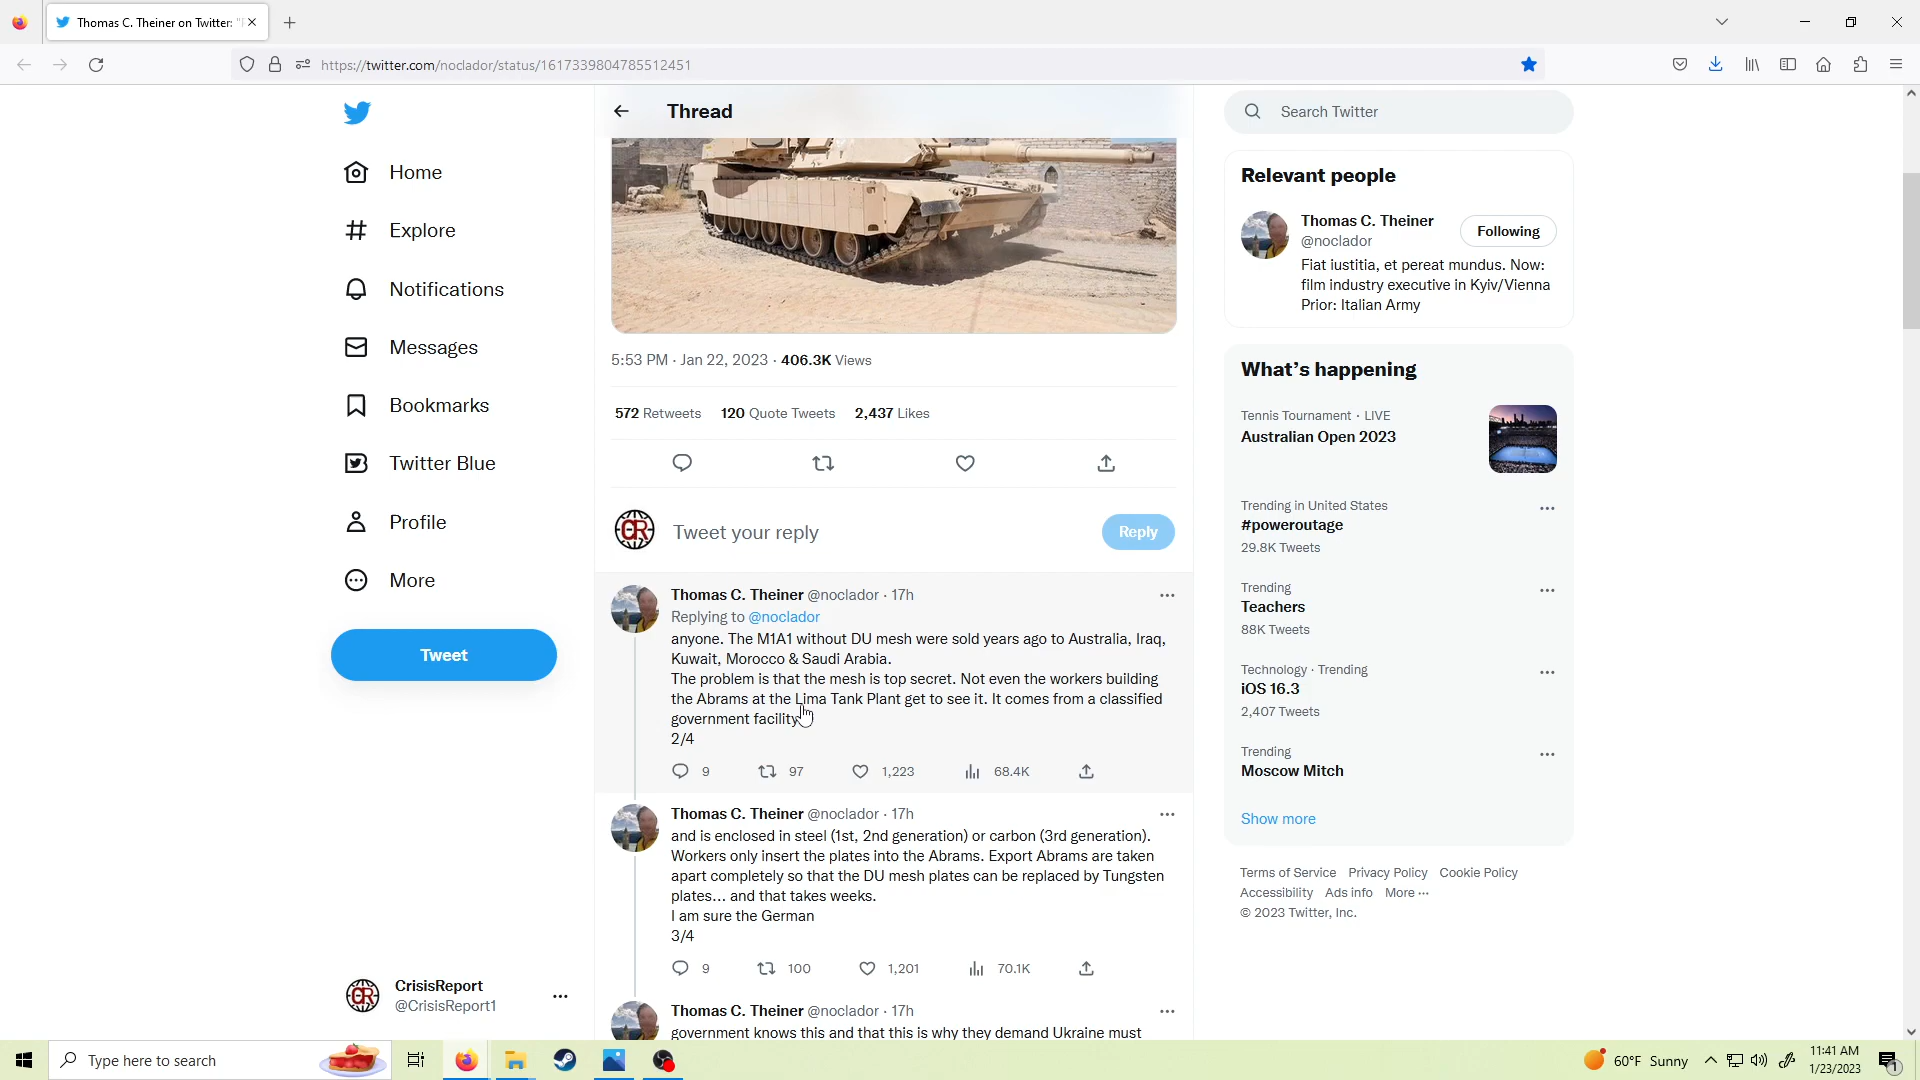 Thomas C. Theiner on Twitter: "
https://twitter.com/noclador/status/1617339804785512451
Home
Explore
Notifications
Messages
Bookmarks
Twitter Blue
Profile
More
Tweet
CrisisReport
@CrisisReport1
Thread
5:53 PM · Jan 22, 2023 · 406.3K Views
572 Retweets 120 Quote Tweets 2,437 Likes
Tweet your reply
Reply
Thomas C. Theiner @noclador · 17h
Replying to @noclador
anyone. The M1A1 without DU mesh were sold years ago to Australia, Iraq,
Kuwait, Morocco & Saudi Arabia.
The problem is that the mesh is top secret. Not even the workers building
the Abrams at the Lima Tank Plant get to see it. It comes from a classified
government facility
2/4
9 97 1,223 68.4K
Thomas C. Theiner @noclador · 17h
and is enclosed in steel (1st, 2nd generation) or carbon (3rd generation).
Workers only insert the plates into the Abrams. Export Abrams are taken
apart completely so that the DU mesh plates can be replaced by Tungsten
plates... and that takes weeks.
I am sure the German
3/4
9 100 1,201 70.1K
Thomas C. Theiner @noclador · 17h
government knows this and that this is why they demand Ukraine must
Search Twitter
Relevant people
Thomas C. Theiner
@noclador
Following
Fiat iustitia, et pereat mundus. Now:
film industry executive in Kyiv/Vienna
Prior: Italian Army
What's happening
Tennis Tournament · LIVE
Australian Open 2023
Trending in United States
#poweroutage
29.8K Tweets
Trending
Teachers
88K Tweets
Technology · Trending
iOS 16.3
2,407 Tweets
Trending
Moscow Mitch
Show more
Terms of Service Privacy Policy Cookie Policy
Accessibility Ads info More ...
© 2023 Twitter, Inc.
Type here to search
60°F Sunny
11:41 AM
1/23/2023
1